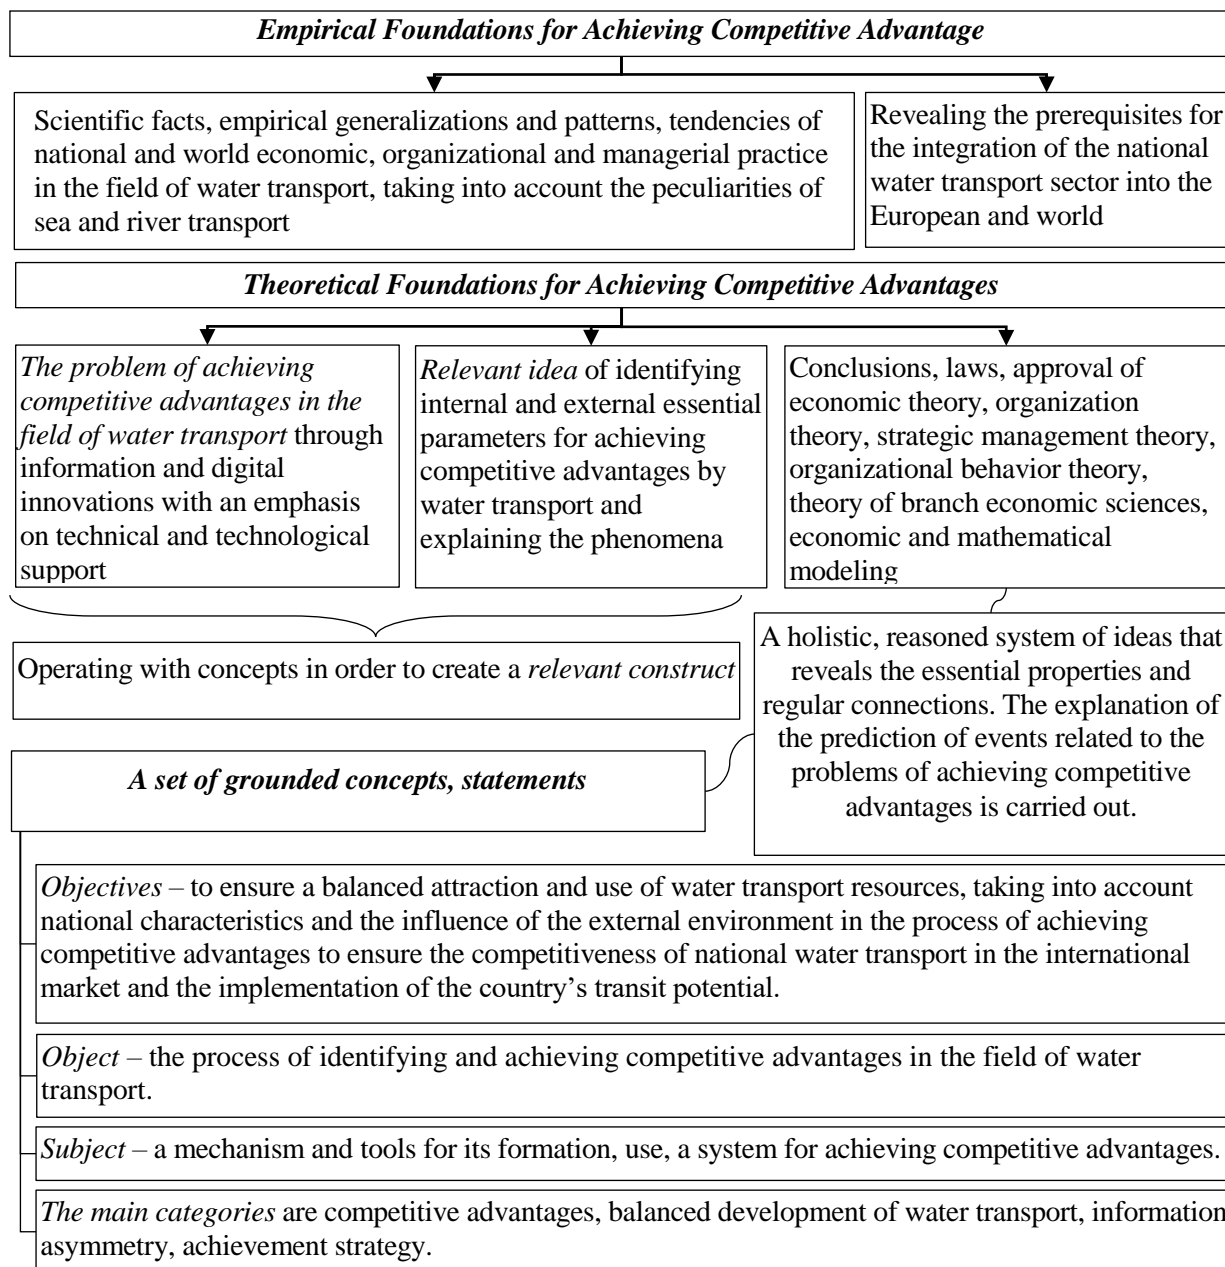 Empirical Foundations for Achieving Competitive Advantage
Scientific facts, empirical generalizations and patterns, tendencies of
national and world economic, organizational and managerial practice
in the field of water transport, taking into account the peculiarities of
sea and river transport
Revealing the prerequisites for
the integration of the national
water transport sector into the
European and world
Theoretical Foundations for Achieving Competitive Advantages
The problem of achieving
competitive advantages in the
field of water transport through
information and digital
innovations with an emphasis
on technical and technological
support
Relevant idea of identifying
internal and external essential
parameters for achieving
competitive advantages by
water transport and
explaining the phenomena
Conclusions, laws, approval of
economic theory, organization
theory, strategic management theory,
organizational behavior theory,
theory of branch economic sciences,
economic and mathematical
modeling
Operating with concepts in order to create a relevant construct
A holistic, reasoned system of ideas that
reveals the essential properties and
regular connections. The explanation of
the prediction of events related to the
problems of achieving competitive
advantages is carried out.
A set of grounded concepts, statements
Objectives – to ensure a balanced attraction and use of water transport resources, taking into account
national characteristics and the influence of the external environment in the process of achieving
competitive advantages to ensure the competitiveness of national water transport in the international
market and the implementation of the country’s transit potential.
Object – the process of identifying and achieving competitive advantages in the field of water
transport.
Subject – a mechanism and tools for its formation, use, a system for achieving competitive advantages.
The main categories are competitive advantages, balanced development of water transport, information
asymmetry, achievement strategy.